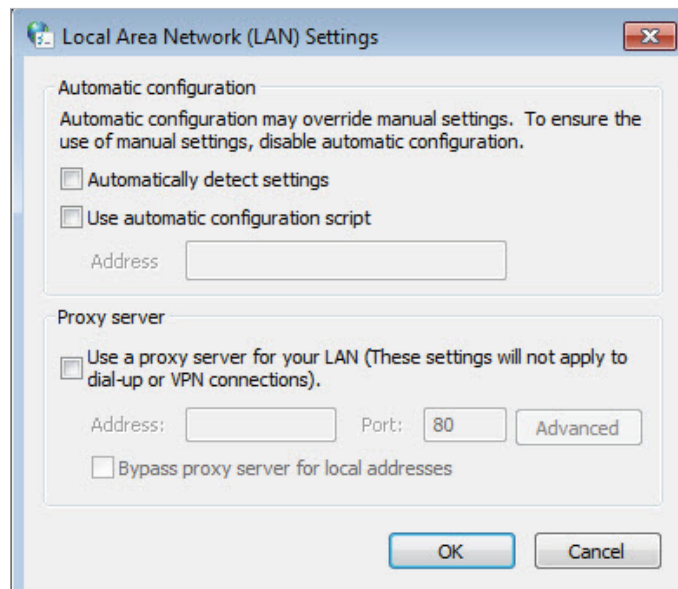 Local Area Network (LAN) Settings
Automatic configuration
Automatic configuration may override manual settings. To ensure the
use of manual settings, disable automatic configuration.
Automatically detect settings
Use automatic configuration script
Address
Proxy server
Use a proxy server for your LAN (These settings will not apply to
dial-up or VPN connections).
Address: Port: 80 Advanced
Bypass proxy server for local addresses
OK Cancel